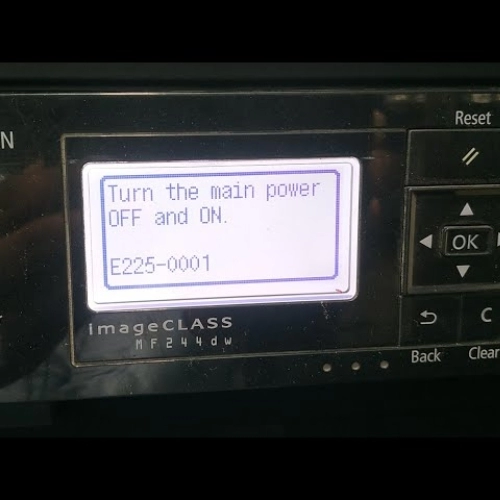 N
Reset
Turn the main power
OFF and ON.
E225-0001
OK
imageCLASS
MF244dw
C
Back
Clear